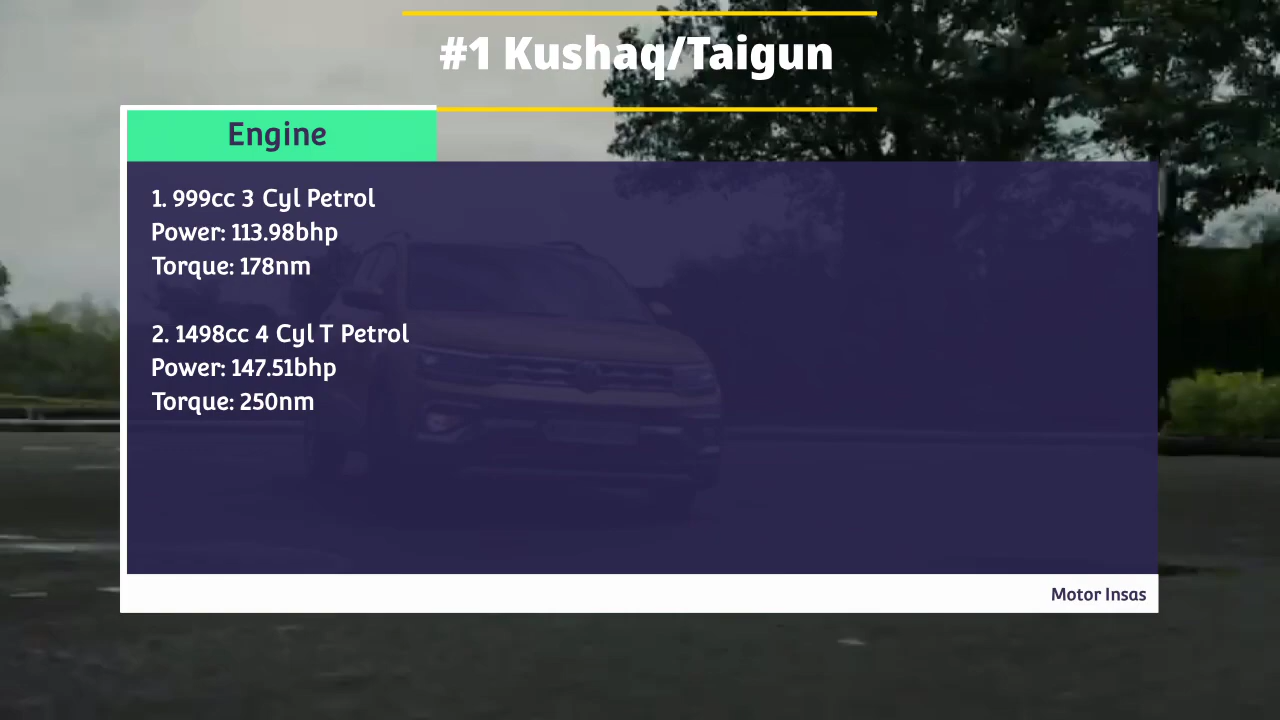 #1 Kushaq/Taigun
Engine
1. 999cc 3 Cyl Petrol
Power: 113.98bhp
Torque: 178nm
2. 1498cc 4 Cyl T Petrol
Power: 147.51bhp
Torque: 250nm
Motor Insas